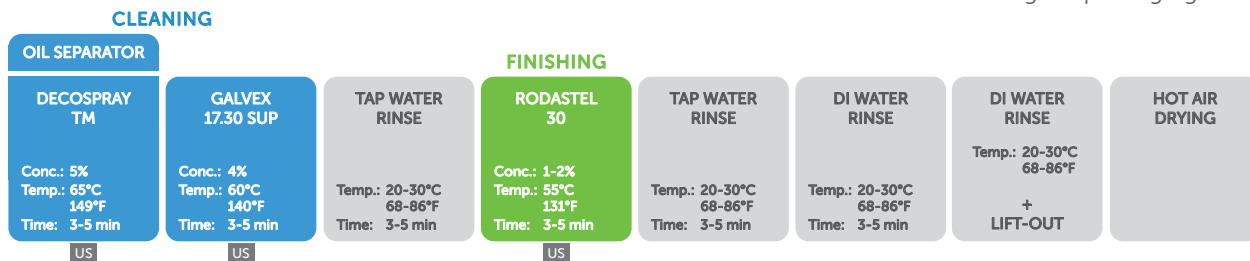 CLEANING
OIL SEPARATOR
DECOSPRAY
TM
Conc.: 5%
Temp.: 65°C
149°F
Time: 3-5 min
US
GALVEX
17.30 SUP
Conc.: 4%
Temp.: 60°C
140°F
Time: 3-5 min
US
TAP WATER
RINSE
Temp.: 20-30°C
68-86°F
Time: 3-5 min
FINISHING
RODASTEL
30
Conc.: 1-2%
Temp.: 55°C
131°F
Time: 3-5 min
US
TAP WATER
RINSE
Temp.: 20-30°C
68-86°F
Time: 3-5 min
DI WATER
RINSE
Temp.: 20-30°C
68-86°F
Time: 3-5 min
DI WATER
RINSE
Temp.: 20-30°C
68-86°F
+
LIFT-OUT
HOT AIR
DRYING